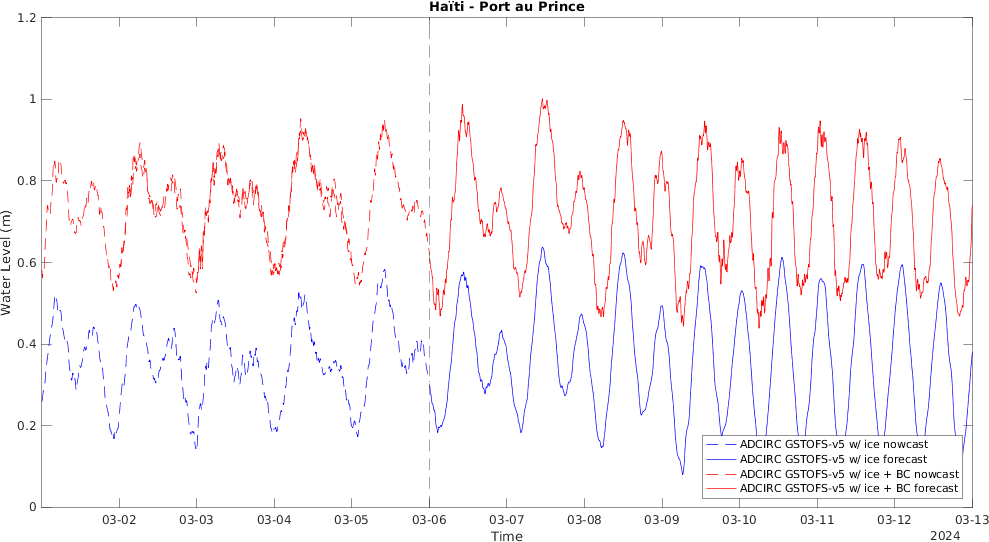 Haïti - Port au Prince
1.2
1
0.8
0.6
0.4
0.2
0
Water Level (m)
03-02
03-03
03-04
03-05
03-06
03-07
03-08
03-09
03-10
03-11
03-12
03-13
Time
2024
ADCIRC GSTOFS-v5 w/ ice nowcast
ADCIRC GSTOFS-v5 w/ ice forecast
ADCIRC GSTOFS-v5 w/ ice + BC nowcast
ADCIRC GSTOFS-v5 w/ ice + BC forecast